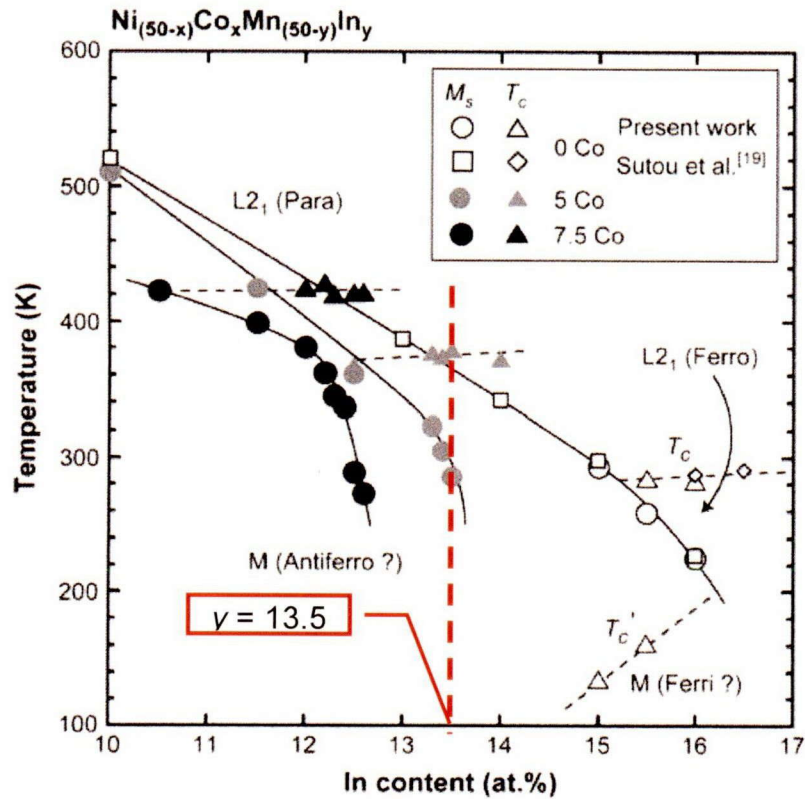 Ni(50-x)CoxMn(50-y)Iny
600
500
400
300
200
100
Temperature (K)
Ms Tc
Present work
0 Co
Sutou et al.[19]
5 Co
7.5 Co
L21 (Para)
L21 (Ferro)
Tc
M (Antiferro ?)
y = 13.5
Tc'
M (Ferri ?)
10 11 12 13 14 15 16 17
In content (at.%)